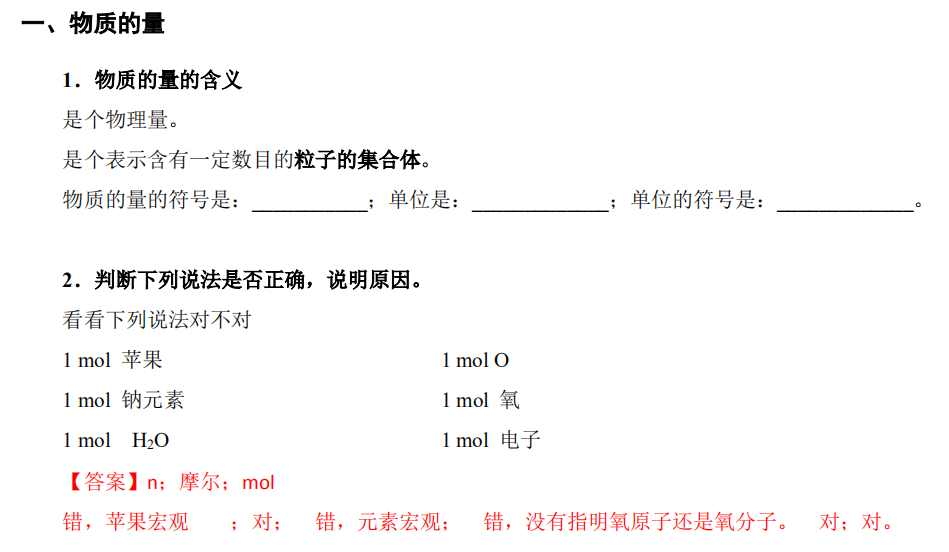 一、物质的量
1．物质的量的含义
是个物理量。
是个表示含有一定数目的粒子的集合体。
物质的量的符号是：___________；单位是：_____________；单位的符号是：_____________。
2．判断下列说法是否正确，说明原因。
看看下列说法对不对
1 mol 苹果 1 mol O
1 mol 钠元素 1 mol 氧
1 mol H₂O 1 mol 电子
【答案】n；摩尔；mol
错，苹果宏观 ；对； 错，元素宏观； 错，没有指明氧原子还是氧分子。 对；对。